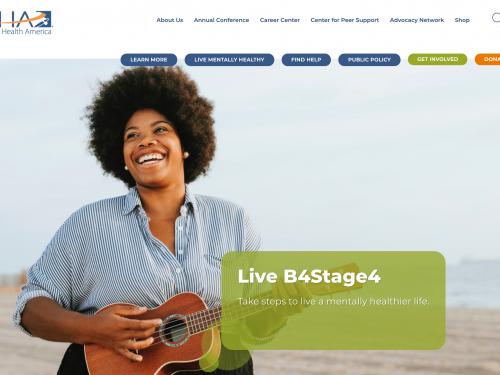 HA
Health America
About Us
Annual Conference
Career Center
Center for Peer Support
Advocacy Network
Shop
LEARN MORE
LIVE MENTALLY HEALTHY
FIND HELP
PUBLIC POLICY
GET INVOLVED
DONA
Live B4Stage4
Take steps to live a mentally healthier life.